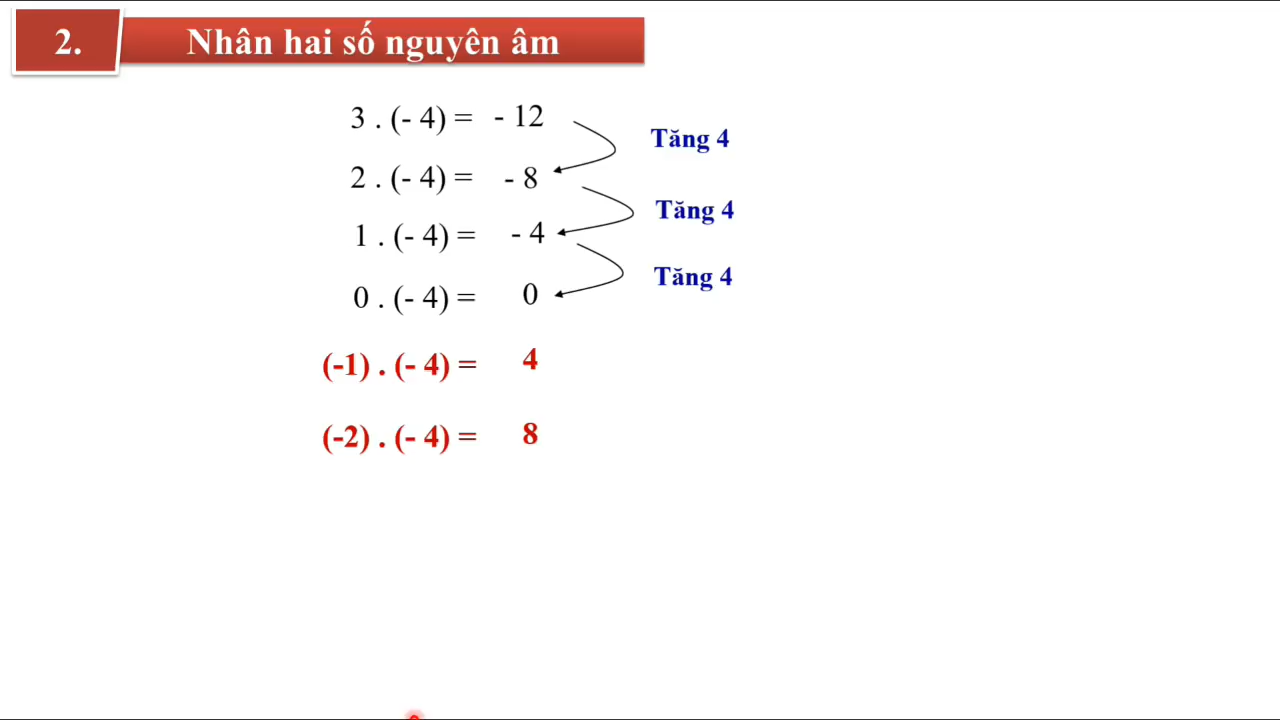 2. Nhân hai số nguyên âm
3 . (- 4) = - 12
Tăng 4
2 . (- 4) = - 8
Tăng 4
1 . (- 4) = - 4
Tăng 4
0 . (- 4) = 0
(-1) . (- 4) = 4
(-2) . (- 4) = 8